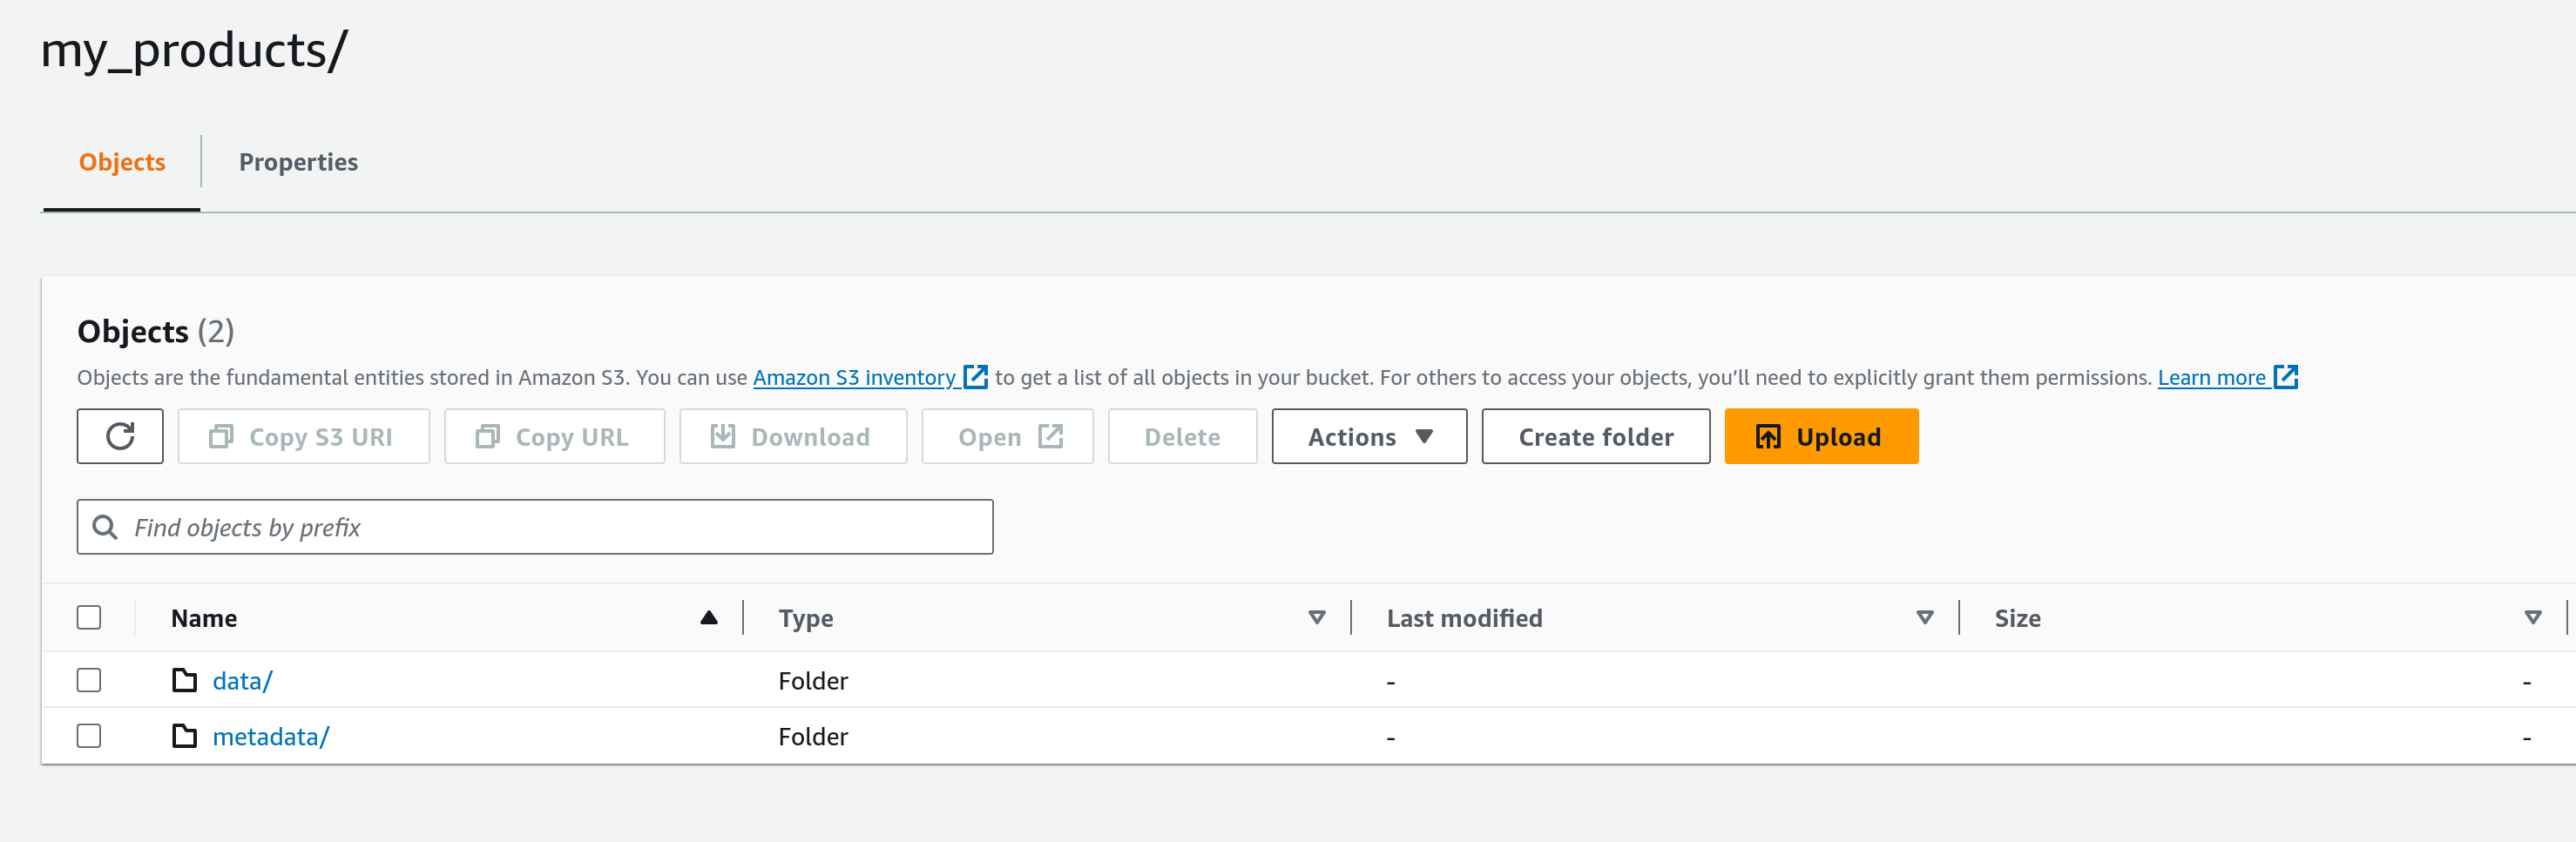 my_products/
Objects Properties
Objects (2)
Objects are the fundamental entities stored in Amazon S3. You can use Amazon S3 inventory to get a list of all objects in your bucket. For others to access your objects, you’ll need to explicitly grant them permissions. Learn more
Copy S3 URI Copy URL Download Open Delete Actions Create folder Upload
Find objects by prefix
Name Type Last modified Size
data/ Folder - -
metadata/ Folder - -